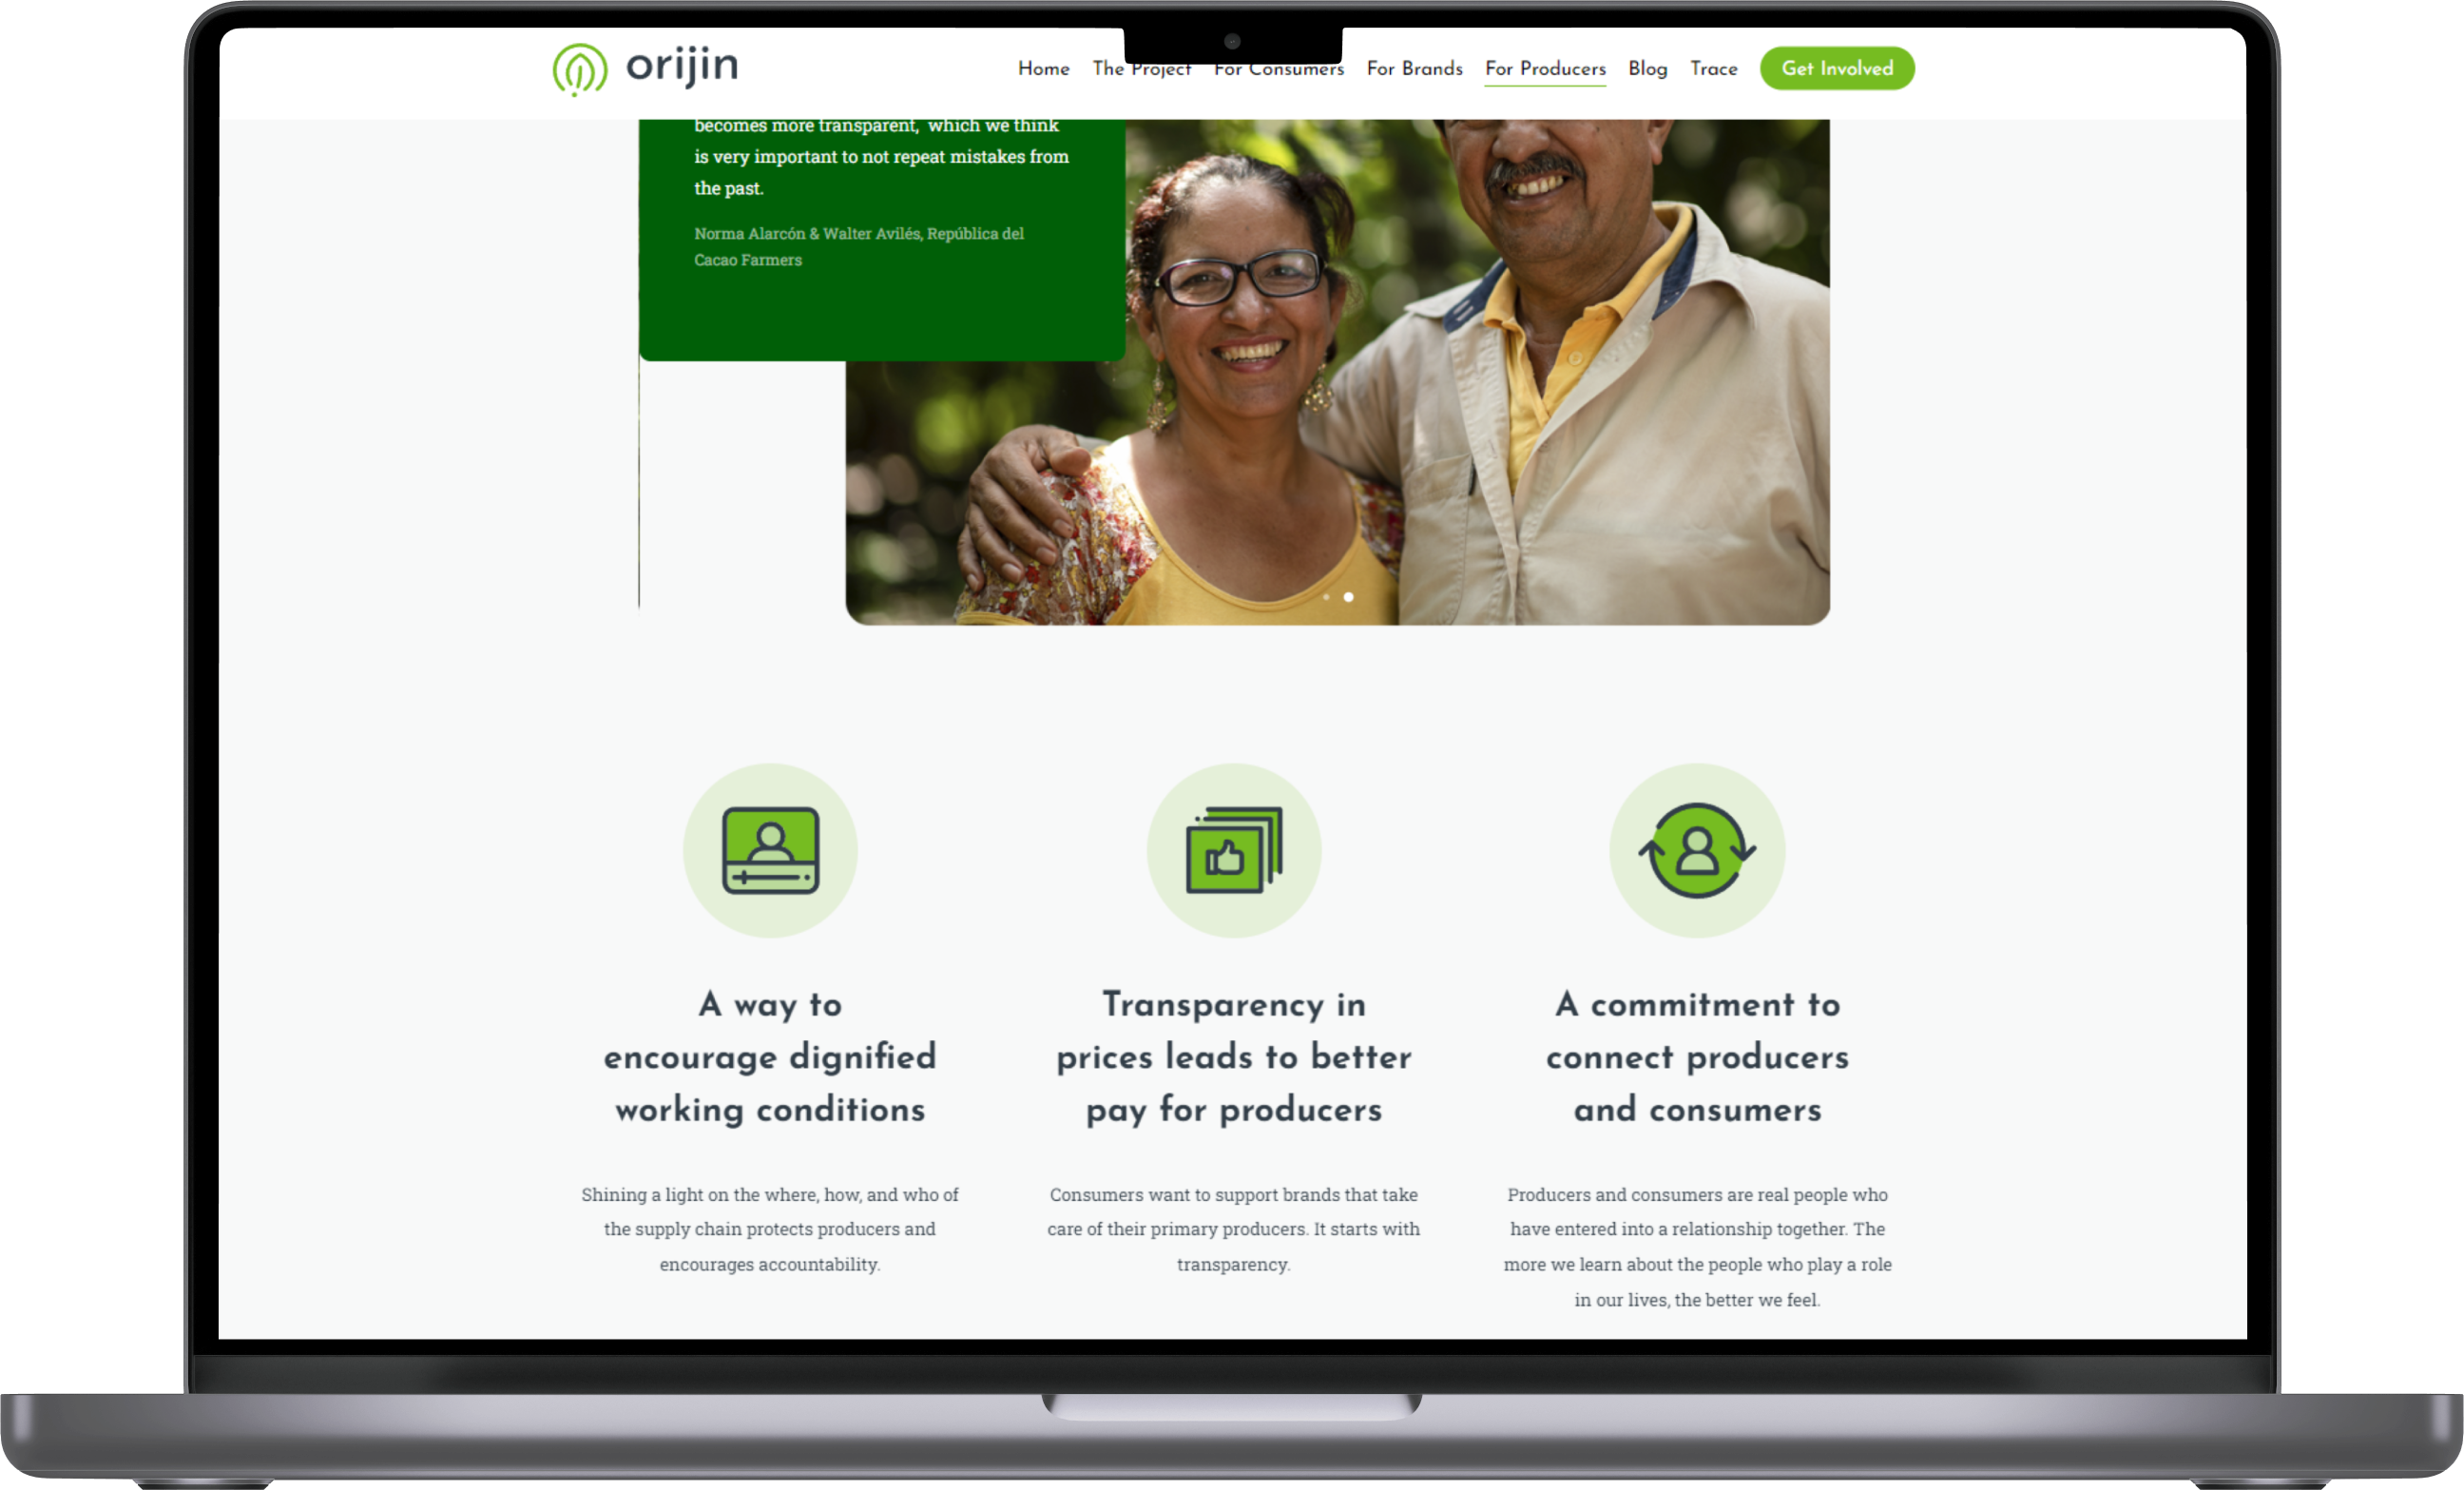 orijin
Home The Project For Consumers For Brands For Producers Blog Trace Get Involved
becomes more transparent, which we think
is very important to not repeat mistakes from
the past.
Norma Alarcón & Walter Avilés, República del
Cacao Farmers
A way to
encourage dignified
working conditions
Shining a light on the where, how, and who of
the supply chain protects producers and
encourages accountability.
Transparency in
prices leads to better
pay for producers
Consumers want to support brands that take
care of their primary producers. It starts with
transparency.
A commitment to
connect producers
and consumers
Producers and consumers are real people who
have entered into a relationship together. The
more we learn about the people who play a role
in our lives, the better we feel.